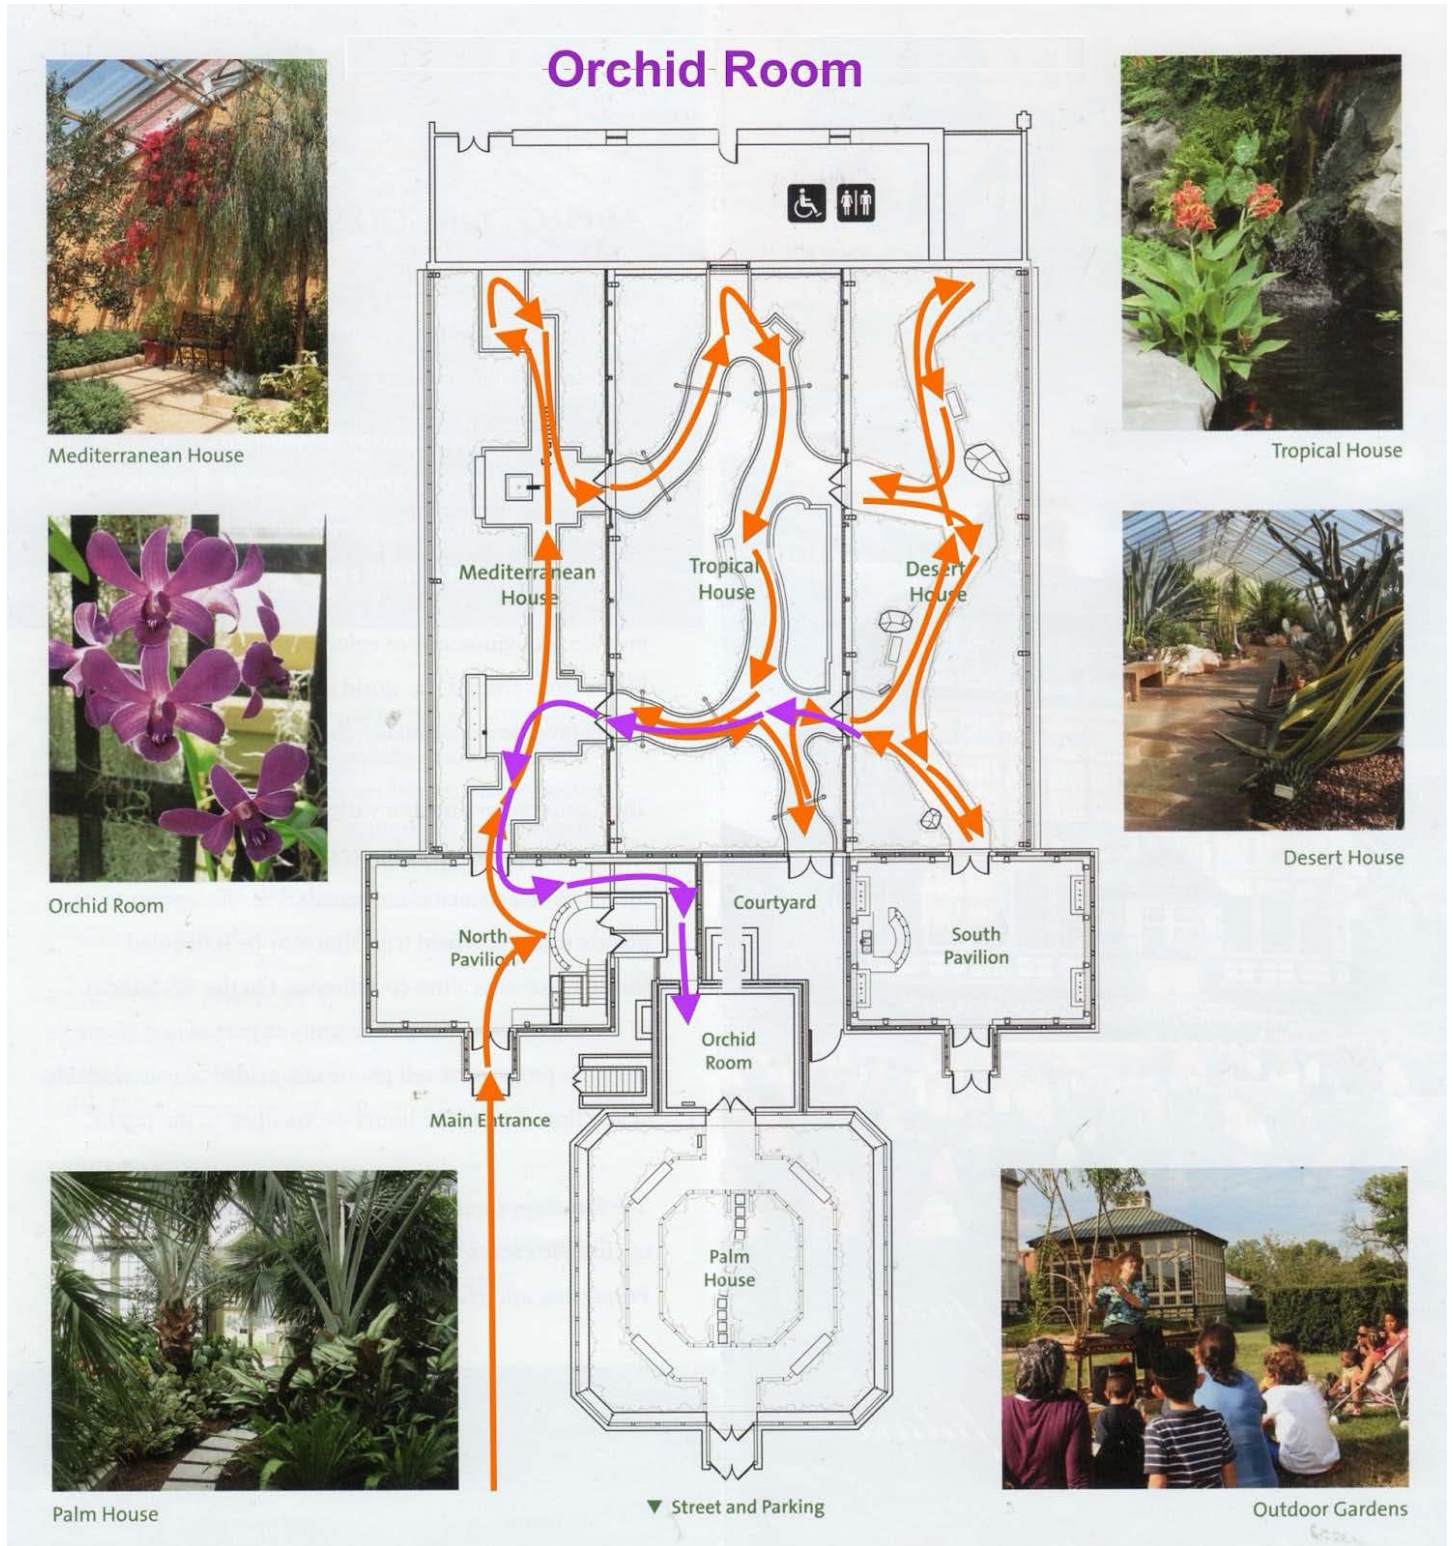 Orchid Room
Mediterranean House
Tropical House
Mediterranean
House
Tropical
House
Desert
House
Orchid Room
Desert House
North
Pavilion
Courtyard
South
Pavilion
Orchid
Room
Main Entrance
Palm
House
Palm House
▼ Street and Parking
Outdoor Gardens